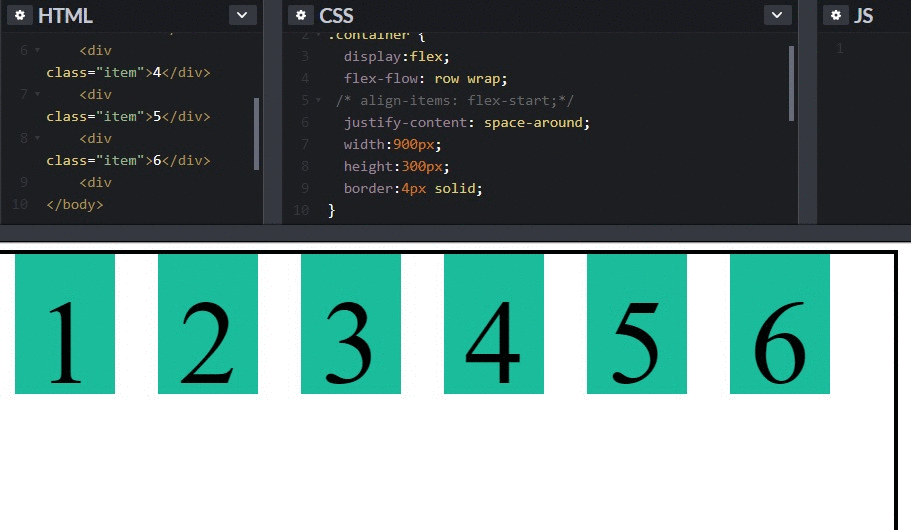 HTML
6 <div
class="item">4</div>
7 <div
class="item">5</div>
8 <div
class="item">6</div>
9 <div
10 </body>
CSS
2 .container {
3 display:flex;
4 flex-flow: row wrap;
5 /* align-items: flex-start;*/
6 justify-content: space-around;
7 width:900px;
8 height:300px;
9 border:4px solid;
10 }
JS
1
1 2 3 4 5 6